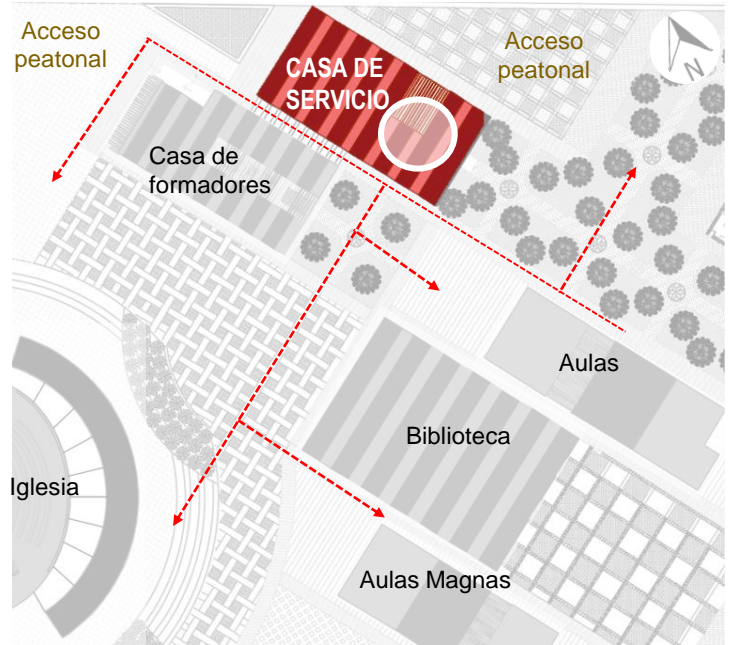 Acceso
peatonal
Acceso
peatonal
CASA DE
SERVICIO
N
Casa de
formadores
Aulas
Biblioteca
Iglesia
Aulas Magnas